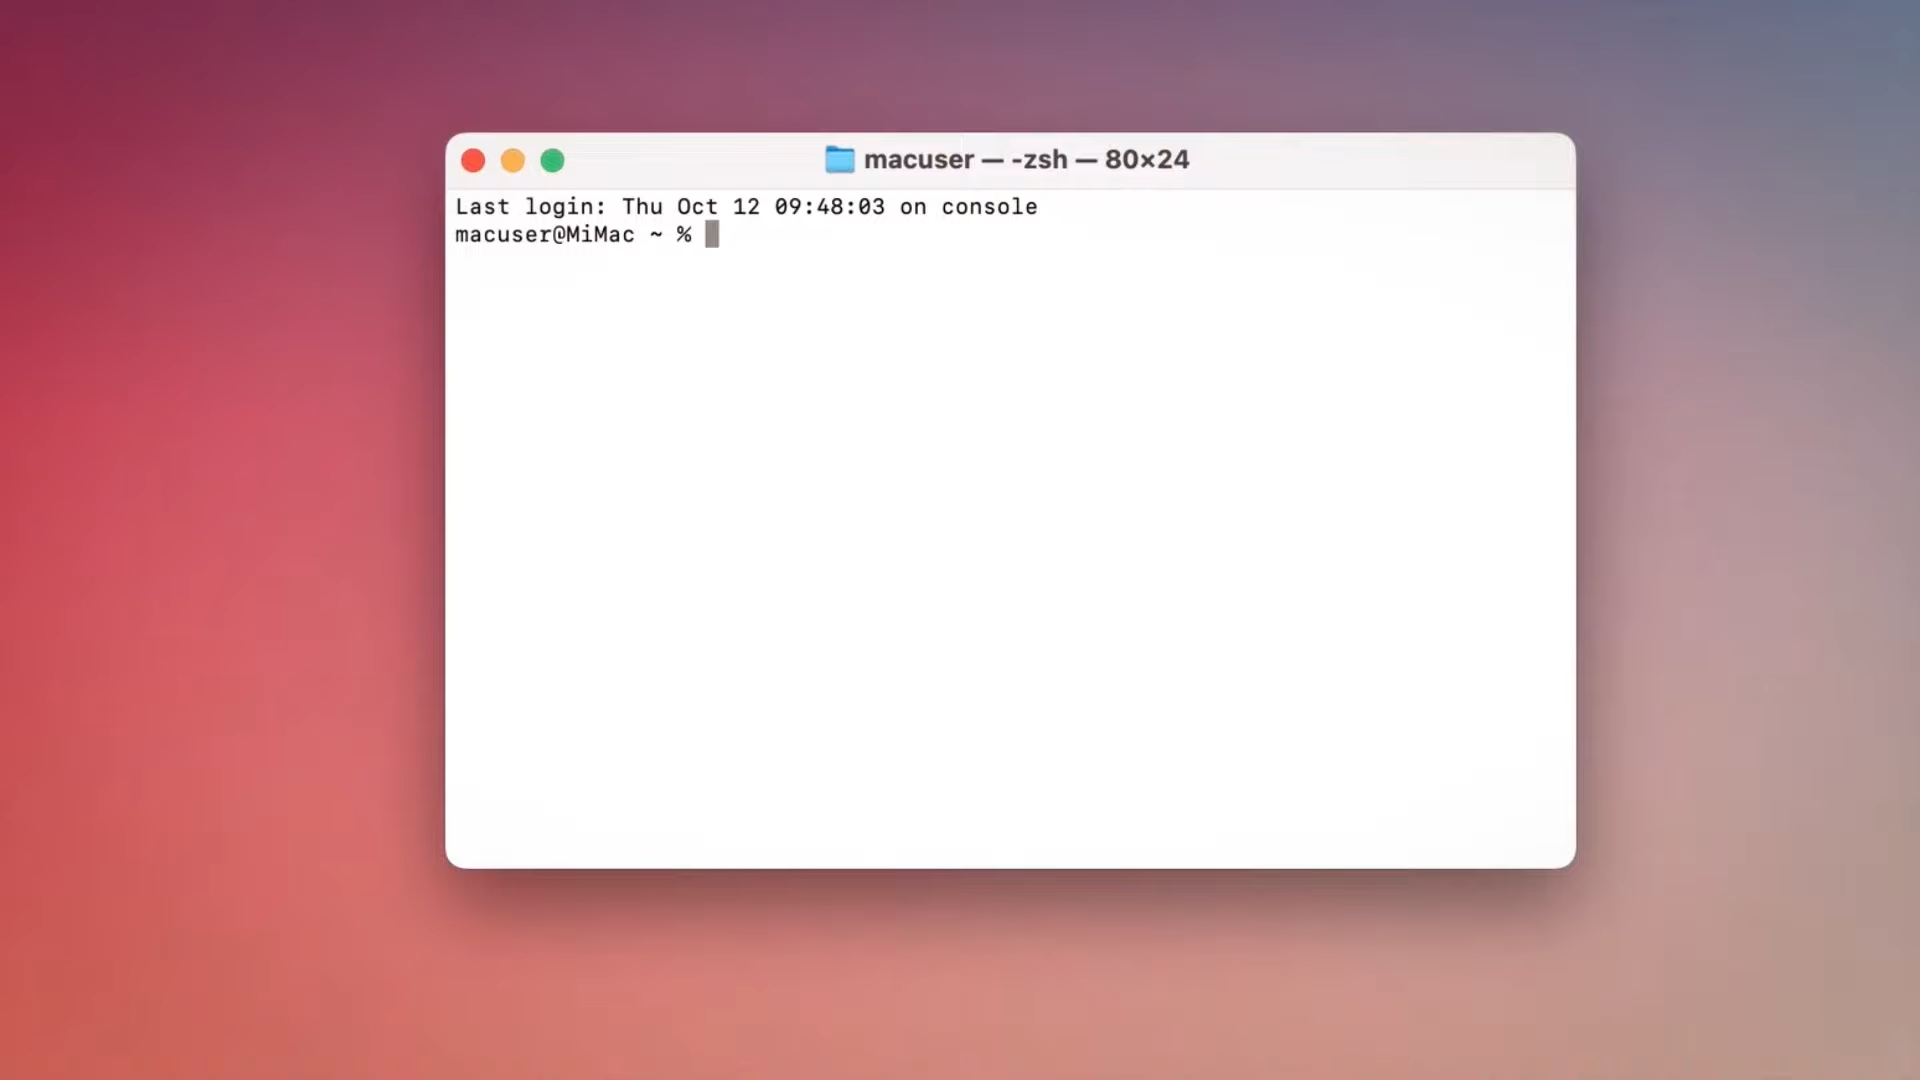 macuser — -zsh — 80×24
Last login: Thu Oct 12 09:48:03 on console
macuser@MiMac ~ %